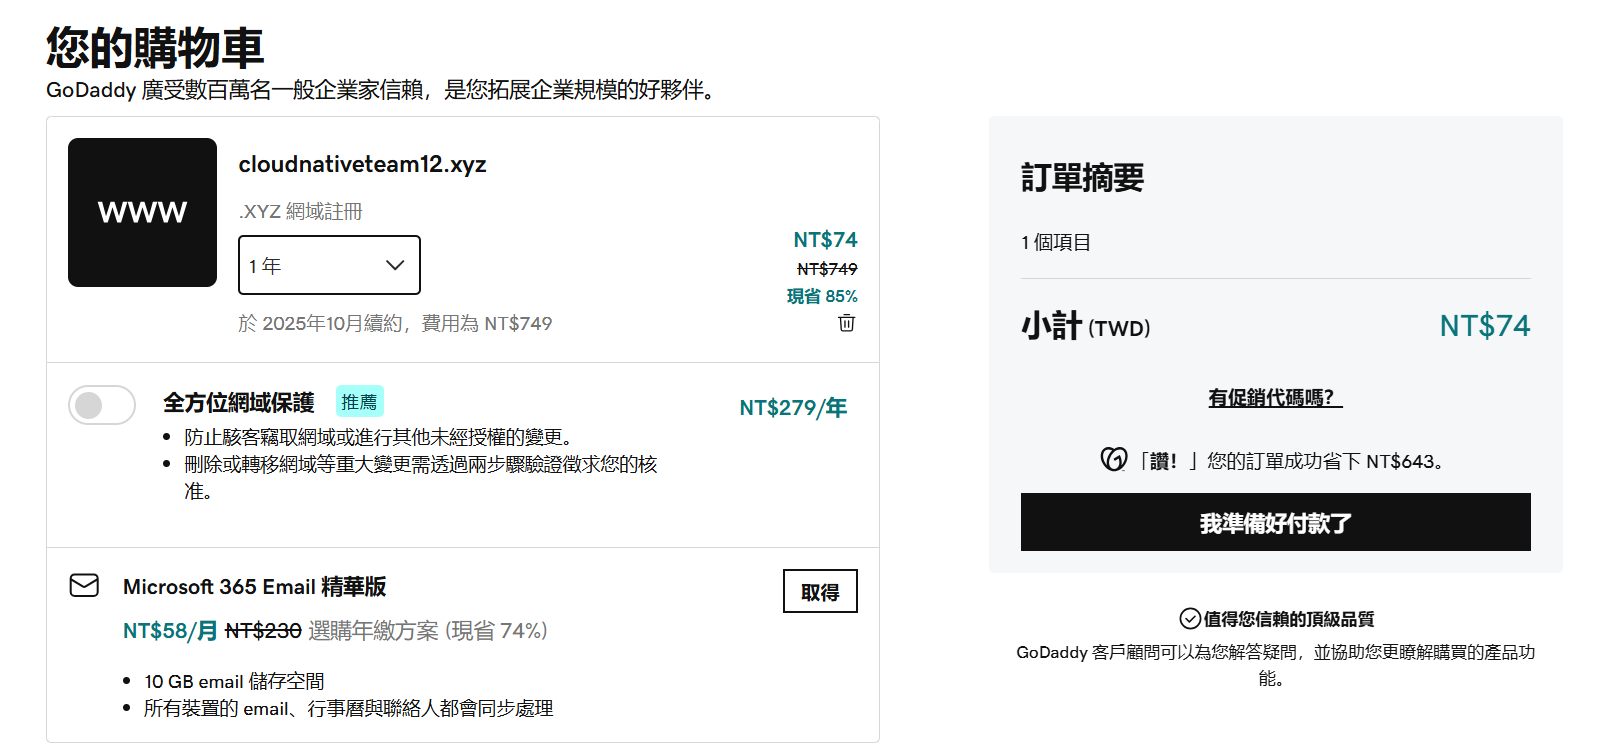 您的購物車
GoDaddy 廣受數百萬名一般企業家信賴，是您拓展企業規模的好夥伴。
www
cloudnativeteam12.xyz
.XYZ 網域註冊
1 年
NT$74
NT$749
現省 85%
於 2025年10月續約，費用為 NT$749
全方位網域保護 推薦
NT$279/年
• 防止駭客竊取網域或進行其他未經授權的變更。
• 刪除或轉移網域等重大變更需透過兩步驟驗證徵求您的核
准。
Microsoft 365 Email 精華版
取得
NT$58/月 NT$230 選購年繳方案 (現省 74%)
• 10 GB email 儲存空間
• 所有裝置的 email、行事曆與聯絡人都會同步處理
訂單摘要
1 個項目
小計 (TWD) NT$74
有促銷代碼嗎？
「讚！」您的訂單成功省下 NT$643。
我準備好付款了
值得您信賴的頂級品質
GoDaddy 客戶顧問可以為您解答疑問，並協助您更瞭解購買的產品功
能。